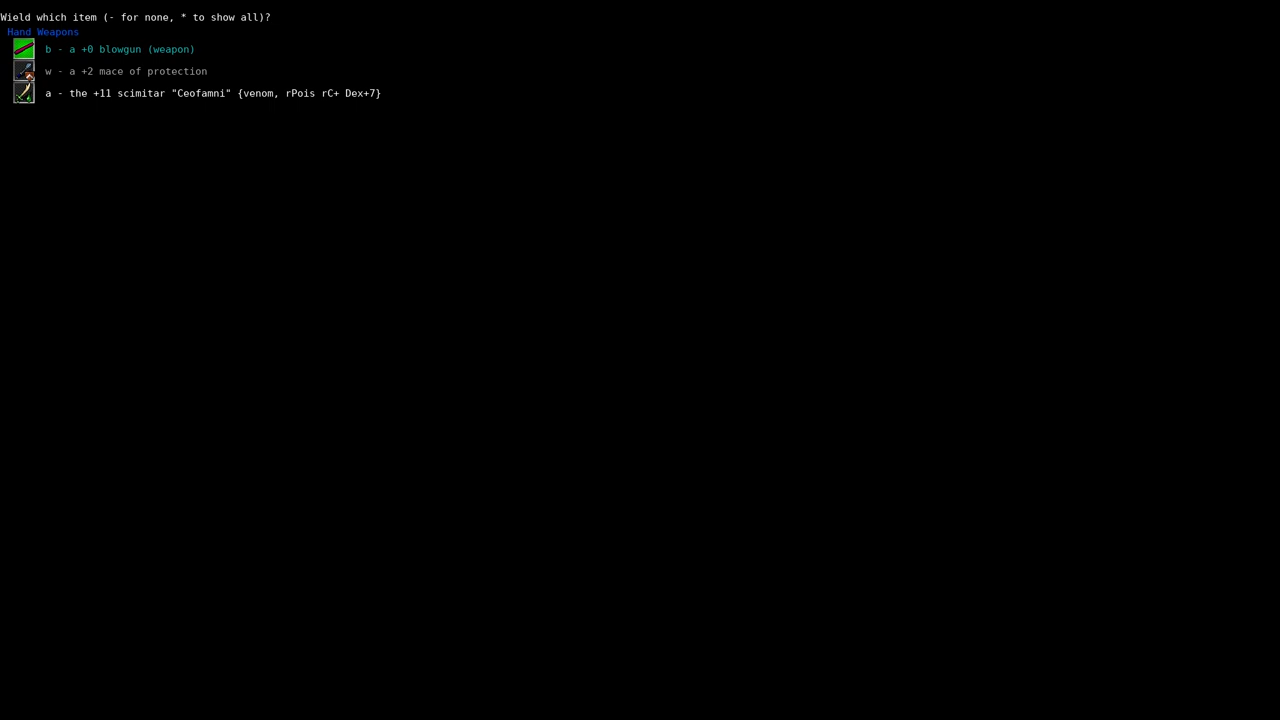 Wield which item (- for none, * to show all)?
Hand Weapons
b - a +0 blowgun (weapon)
w - a +2 mace of protection
a - the +11 scimitar "Ceofamni" {venom, rPois rC+ Dex+7}